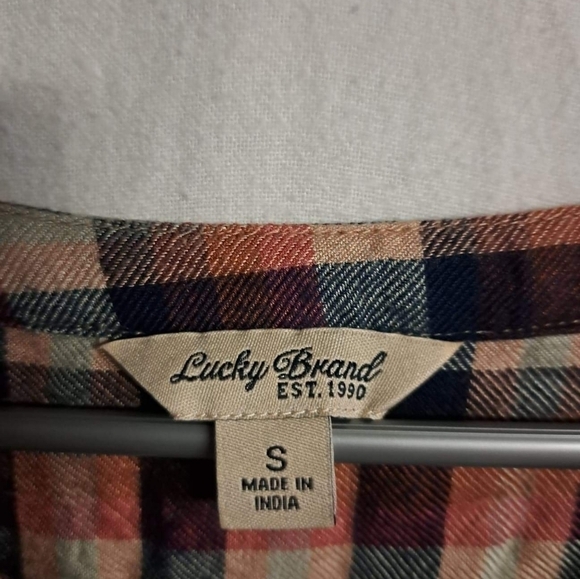 Lucky Brand
EST. 1990
S
MADE IN
INDIA